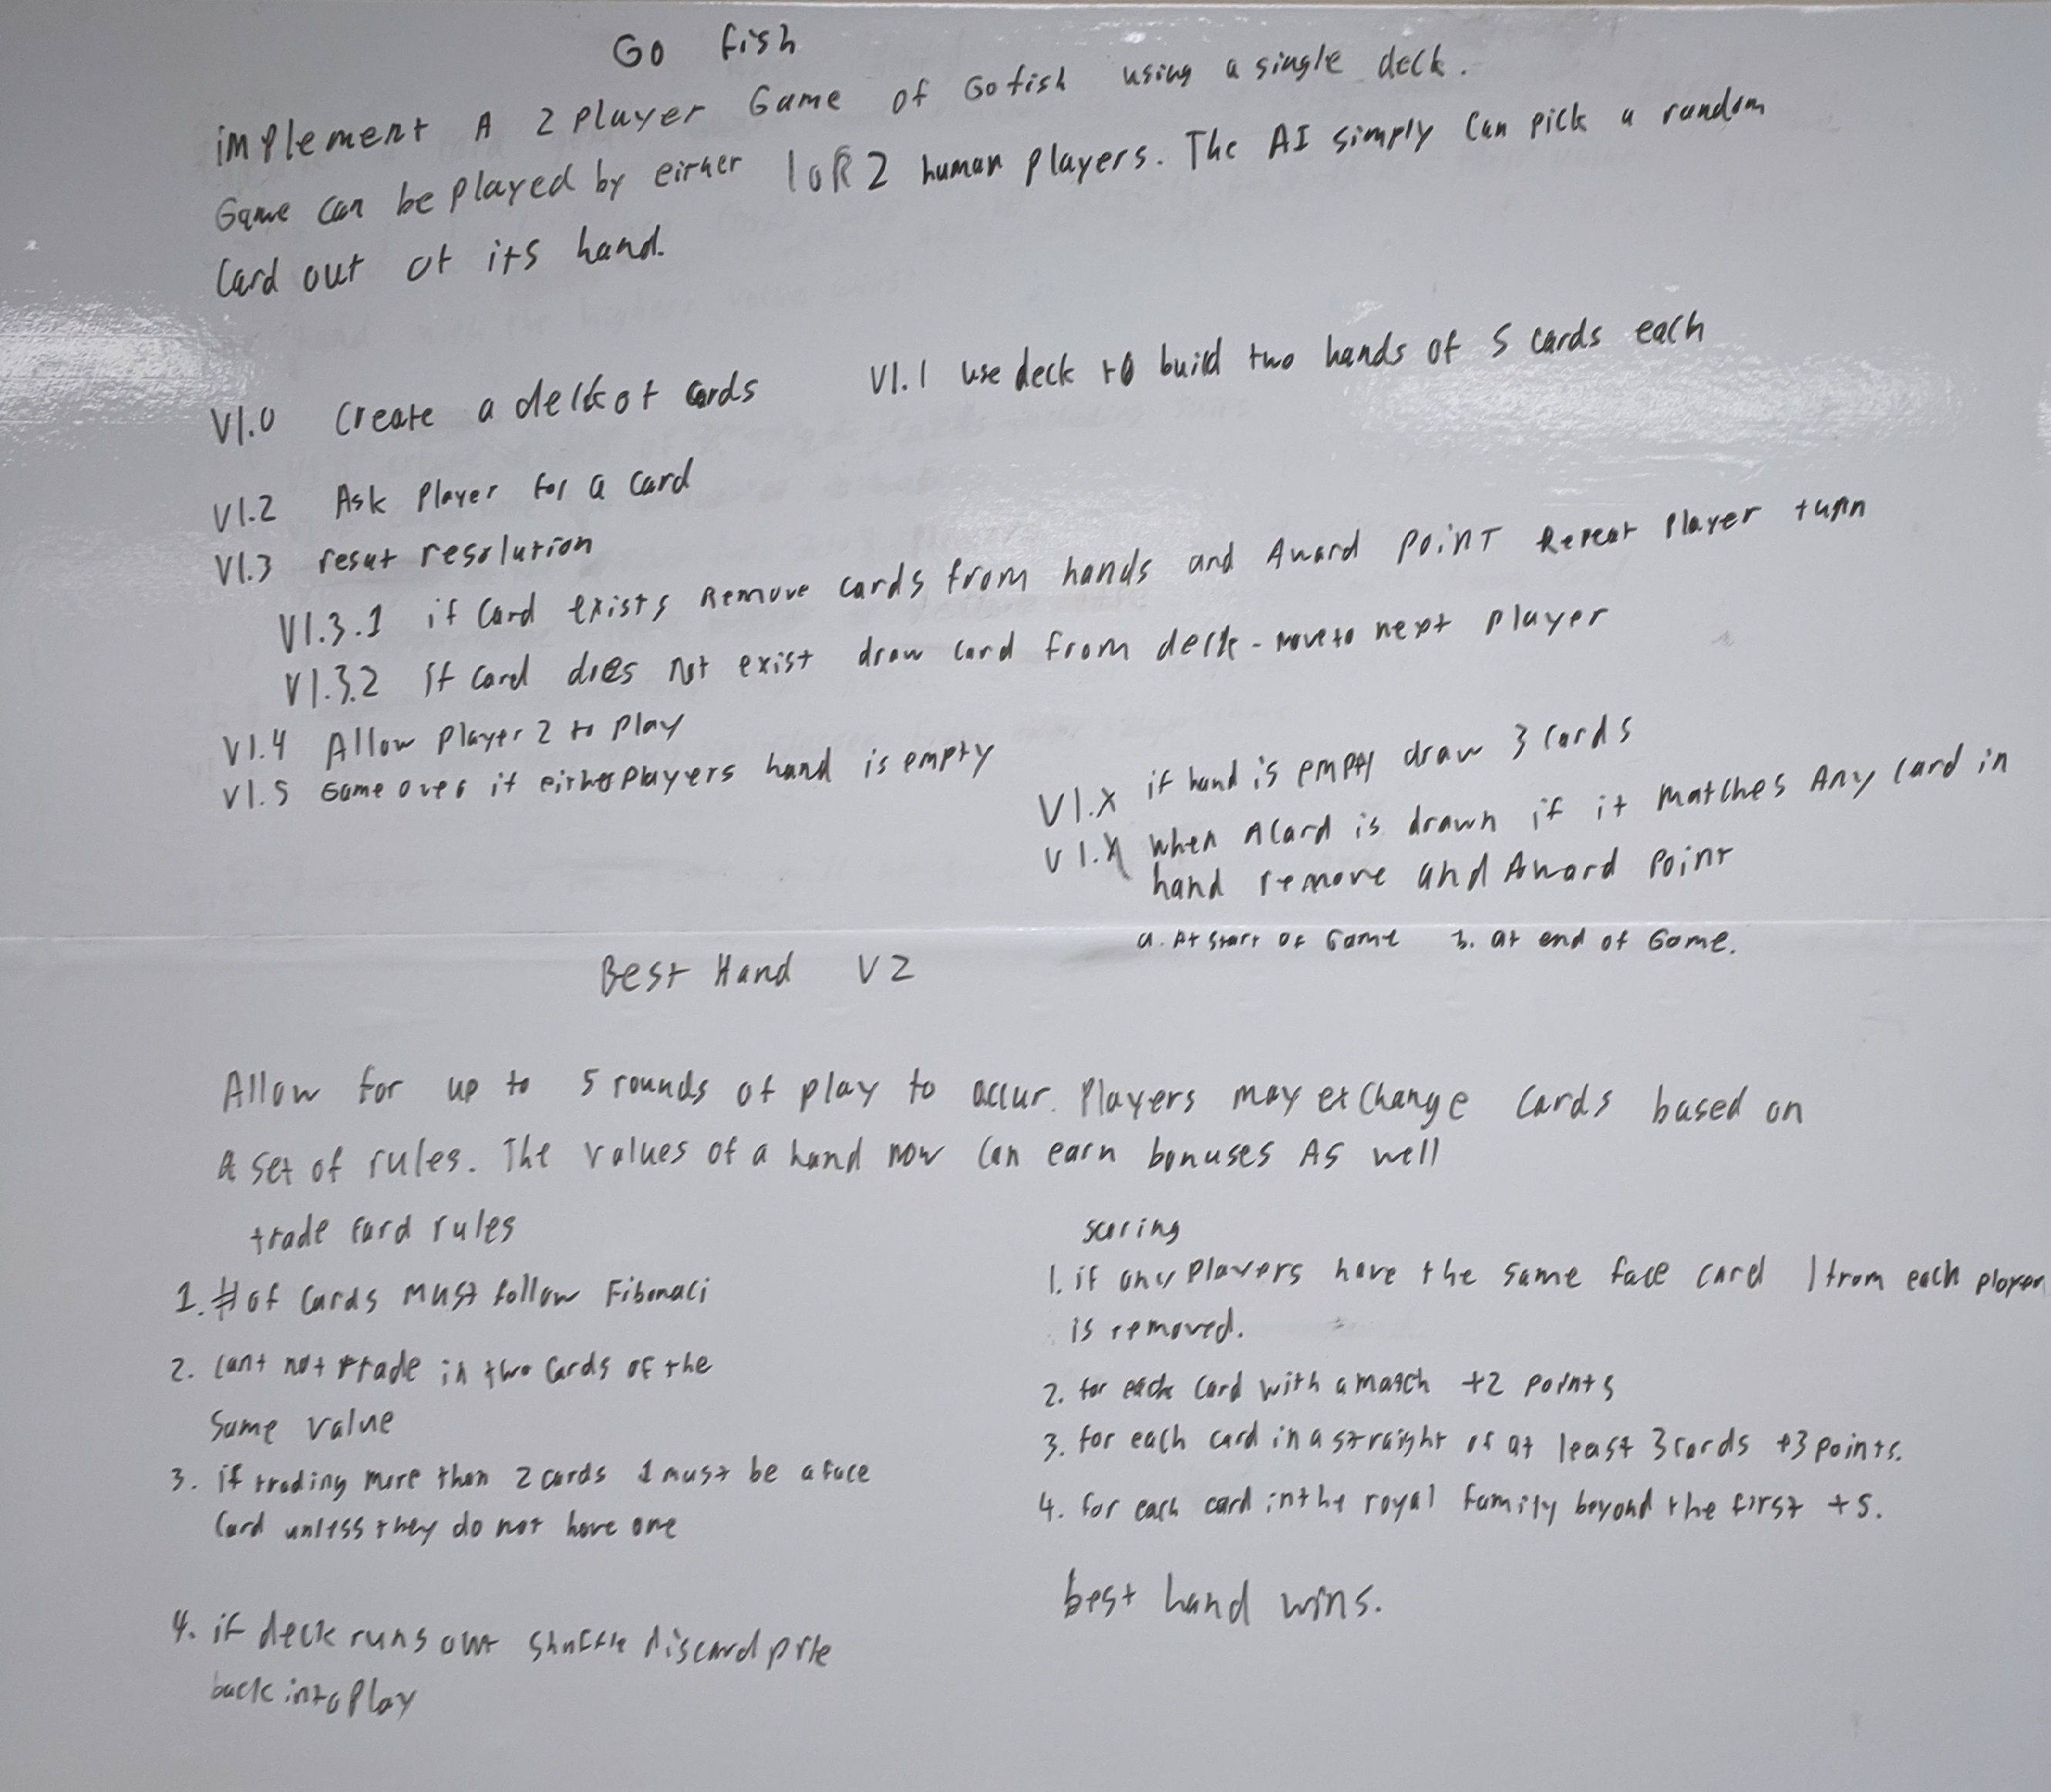 Go fish
implement A 2 player Game of Gofish using a single deck.
Game can be played by either 1 oR 2 human players. The AI simply can pick a random
Card out of its hand.
V1.0 Create a deck of cards
V1.1 use deck to build two hands of 5 cards each
V1.2 Ask Player for a card
V1.3 resolution
V1.3.1 if Card exists Remove cards from hands and Award point Repeat Player turn
V1.3.2 if card does not exist draw card from deck - move to next player
V1.4 Allow Player 2 to play
V1.5 Game over if either players hand is empty
V1.X if hand is empty draw 3 cards
V1.X when A card is drawn if it matches Any card in
hand remove and Award Point
a. At start of Game 3. at end of Game.
Best Hand V2
Allow for up to 5 rounds of play to occur. Players may exchange cards based on
a set of rules. The values of a hand now can earn bonuses As well
trade card rules
1. # of cards must follow Fibonaci
2. cant not trade in two cards of the
same value
3. if trading more than 2 cards 1 must be a face
Card unless they do not have one
4. if deck runs out shuffle discard pile
back into play
scoring
1. if any players have the same face card 1 from each player
is removed.
2. for each card with a match +2 points
3. for each card in a straight of at least 3 cords +3 points.
4. for each card in the royal family beyond the first +5.
best hand wins.